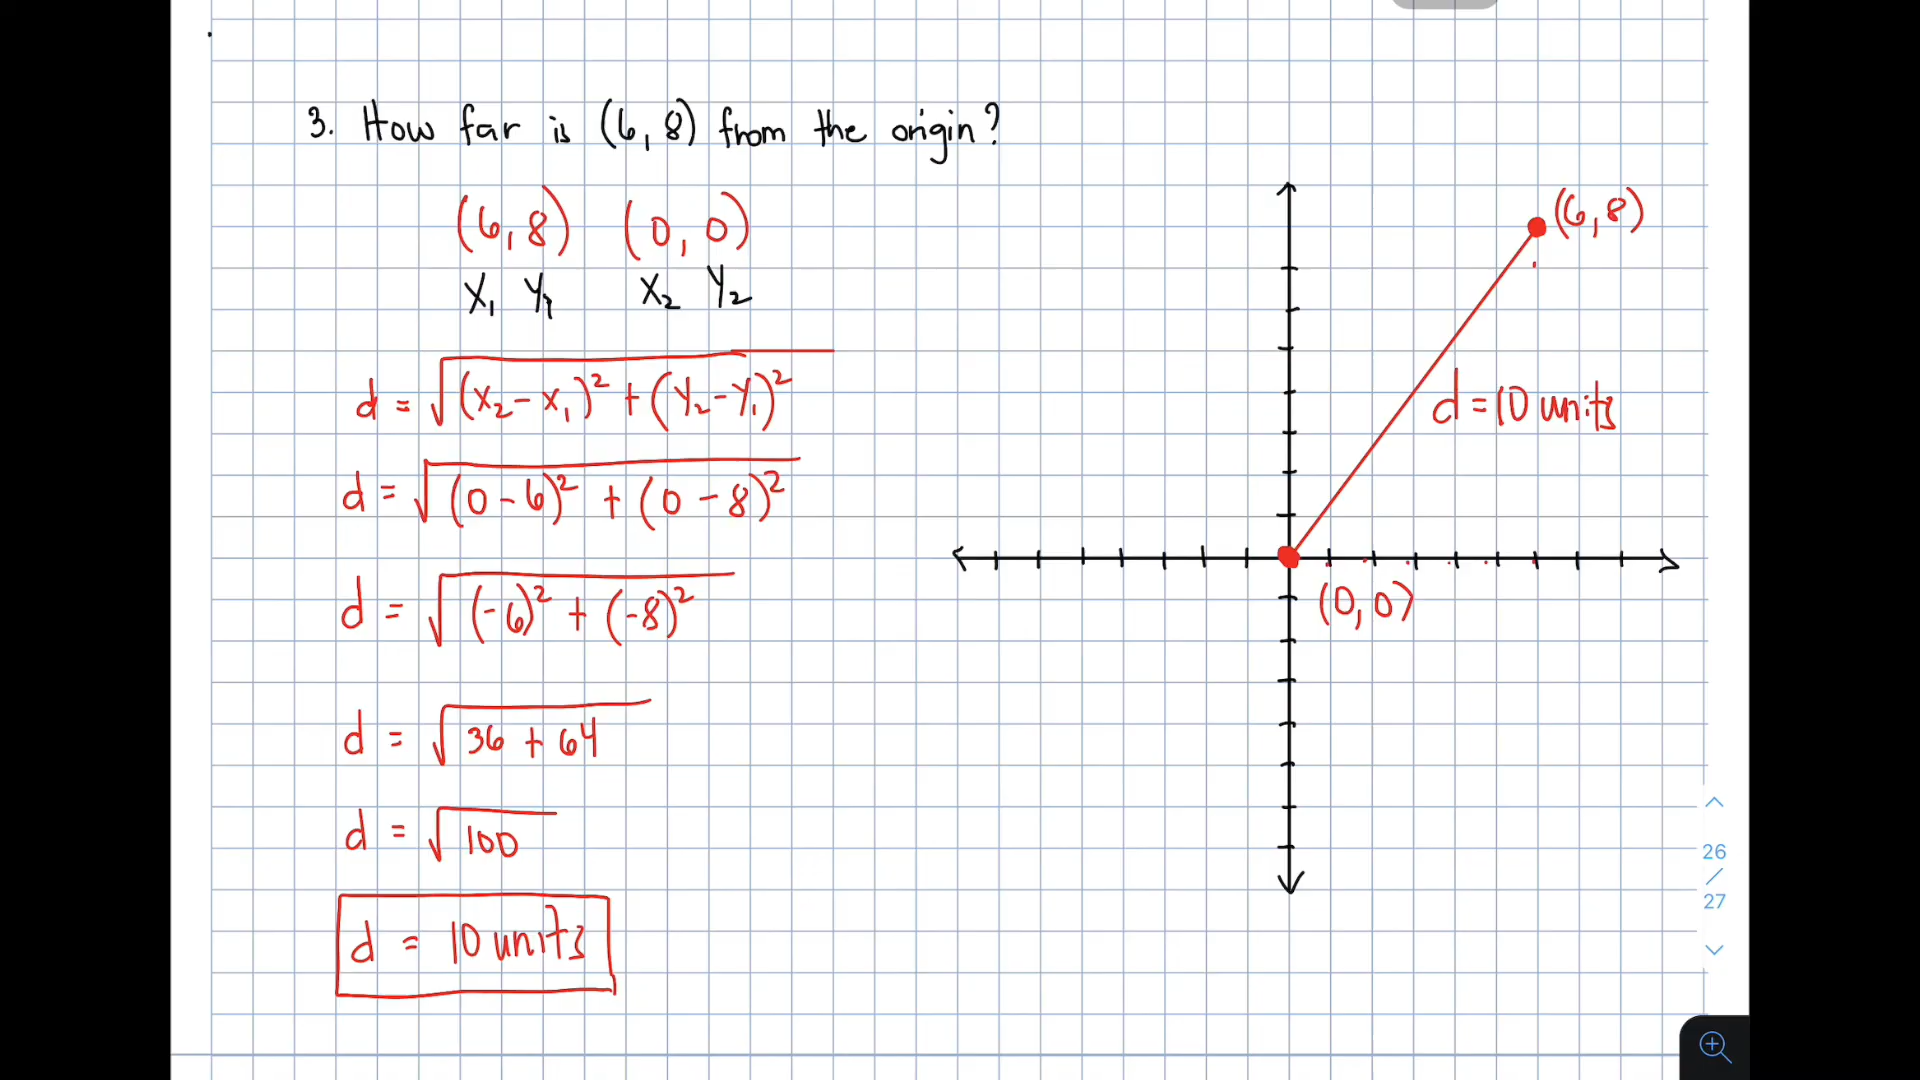 3. How far is (6, 8) from the origin?
(6, 8) (0, 0)
X₁ Y₁ X₂ Y₂
d = √(X₂ - X₁)² + (Y₂ - Y₁)²
d = √(0 - 6)² + (0 - 8)²
d = √(-6)² + (-8)²
d = √36 + 64
d = √100
d = 10 units
(6, 8)
d = 10 units
(0, 0)
26
/
27